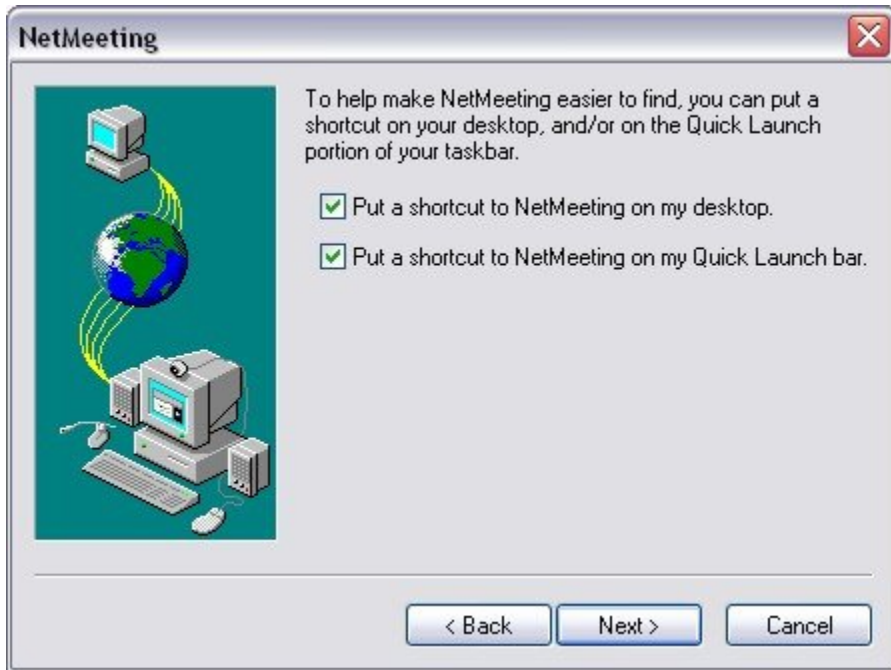 NetMeeting
To help make NetMeeting easier to find, you can put a
shortcut on your desktop, and/or on the Quick Launch
portion of your taskbar.
Put a shortcut to NetMeeting on my desktop.
Put a shortcut to NetMeeting on my Quick Launch bar.
< Back
Next >
Cancel